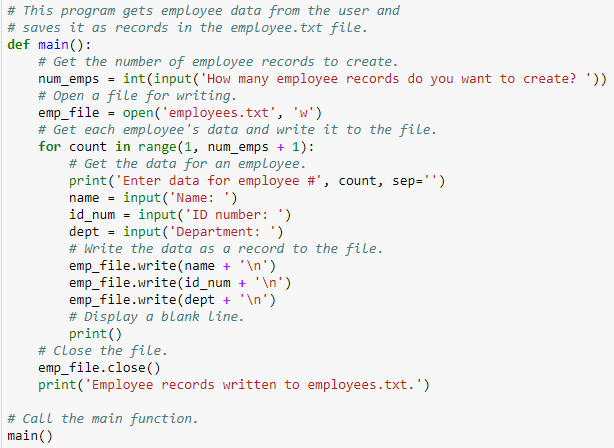 # This program gets employee data from the user and
# saves it as records in the employee.txt file.
def main():
    # Get the number of employee records to create.
    num_emps = int(input('How many employee records do you want to create? '))
    # Open a file for writing.
    emp_file = open('employees.txt', 'w')
    # Get each employee's data and write it to the file.
    for count in range(1, num_emps + 1):
        # Get the data for an employee.
        print('Enter data for employee #', count, sep='')
        name = input('Name: ')
        id_num = input('ID number: ')
        dept = input('Department: ')
        # Write the data as a record to the file.
        emp_file.write(name + '\n')
        emp_file.write(id_num + '\n')
        emp_file.write(dept + '\n')
        # Display a blank line.
        print()
    # Close the file.
    emp_file.close()
    print('Employee records written to employees.txt.')

# Call the main function.
main()